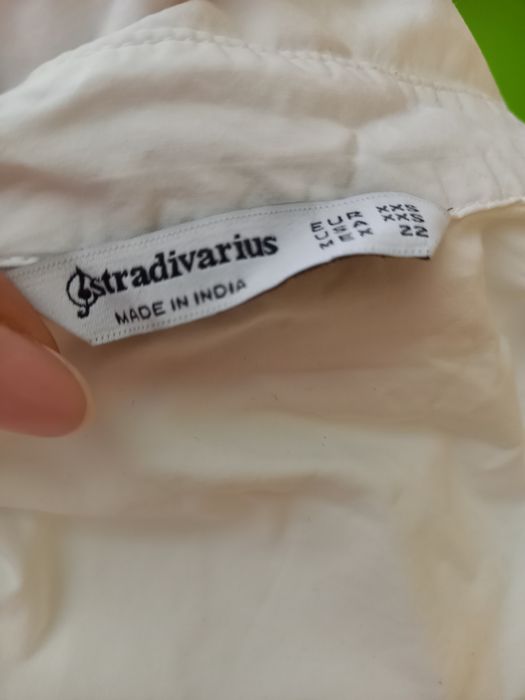 stradivarius
MADE IN INDIA
EUR XXS
USA XXS
MEX 22